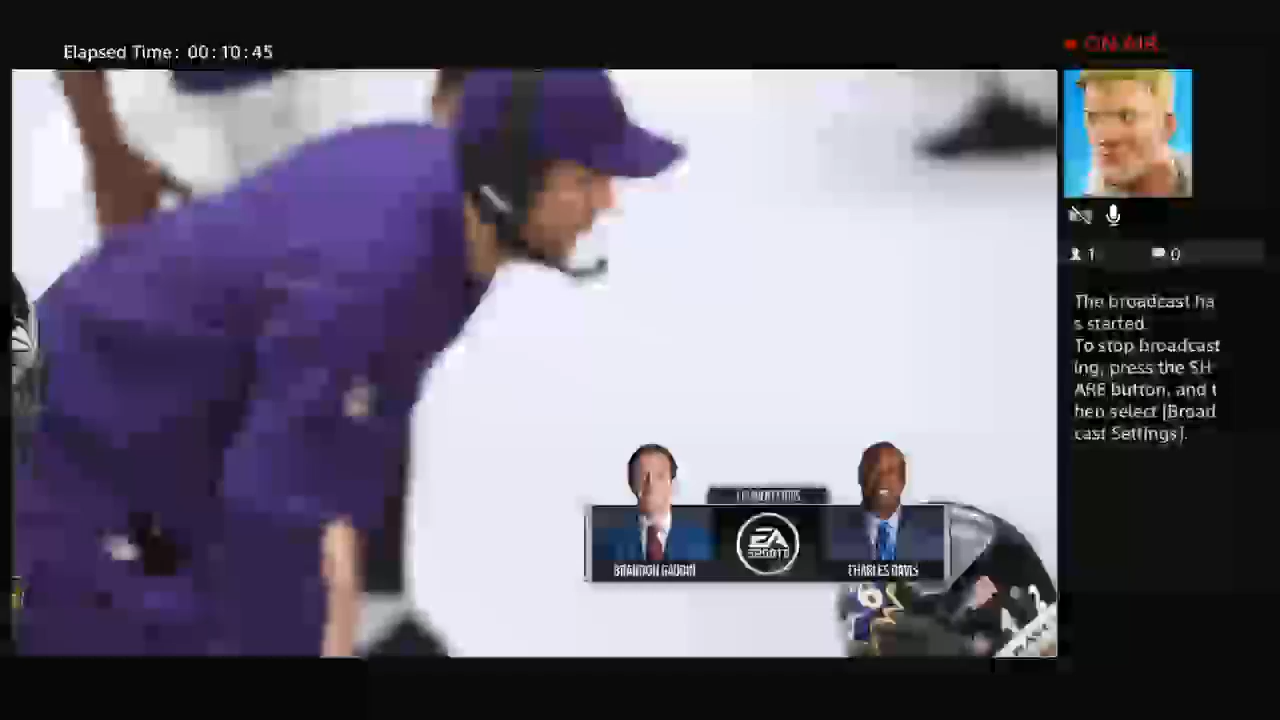 Elapsed Time: 00:10:45
ON AIR
1
0
The broadcast ha
s started.
To stop broadcast
ing, press the SH
ARE button, and t
hen select [Broad
cast Settings].
EA
SPORTS
BRANDON GAUDIN
CHARLES DAVIS